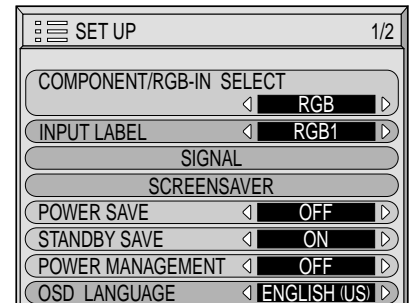 SET UP 1/2
COMPONENT/RGB-IN SELECT
RGB
INPUT LABEL RGB1
SIGNAL
SCREENSAVER
POWER SAVE OFF
STANDBY SAVE ON
POWER MANAGEMENT OFF
OSD LANGUAGE ENGLISH (US)